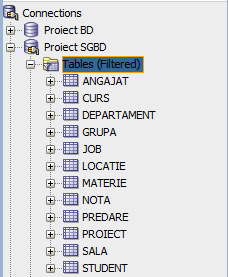 Connections
Proiect BD
Proiect SGBD
Tables (Filtered)
ANGAJAT
CURS
DEPARTAMENT
GRUPA
JOB
LOCATIE
MATERIE
NOTA
PREDARE
PROIECT
SALA
STUDENT